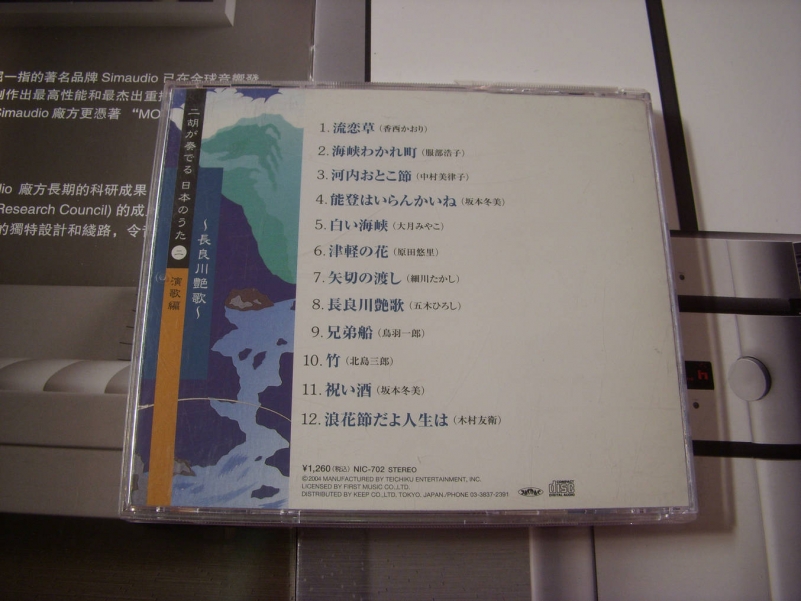 一指的著名品牌 Simaudio 已在全球音響發
創作出最高性能和最杰出重播
Simaudio 廠方更憑著 “MO
dio 廠方長期的科研成果
Research Council) 的成
的獨特設計和綫路，令音
二胡が奏でる 日本のうた 二 演歌編
～長良川艶歌～
1. 流恋草 (香西かおり)
2. 海峡わかれ町 (服部浩子)
3. 河内おとこ節 (中村美律子)
4. 能登はいらんかいね (坂本冬美)
5. 白い海峡 (大月みやこ)
6. 津軽の花 (原田悠里)
7. 矢切の渡し (細川たかし)
8. 長良川艶歌 (五木ひろし)
9. 兄弟船 (鳥羽一郎)
10. 竹 (北島三郎)
11. 祝い酒 (坂本冬美)
12. 浪花節だよ人生は (木村友衛)
¥1,260 (税込) NIC-702 STEREO
©2004 MANUFACTURED BY TEICHIKU ENTERTAINMENT, INC.
LICENSED BY FIRST MUSIC CO.,LTD.
DISTRIBUTED BY KEEP CO.,LTD, TOKYO, JAPAN./PHONE 03-3837-2391
COMPACT disc DIGITAL AUDIO